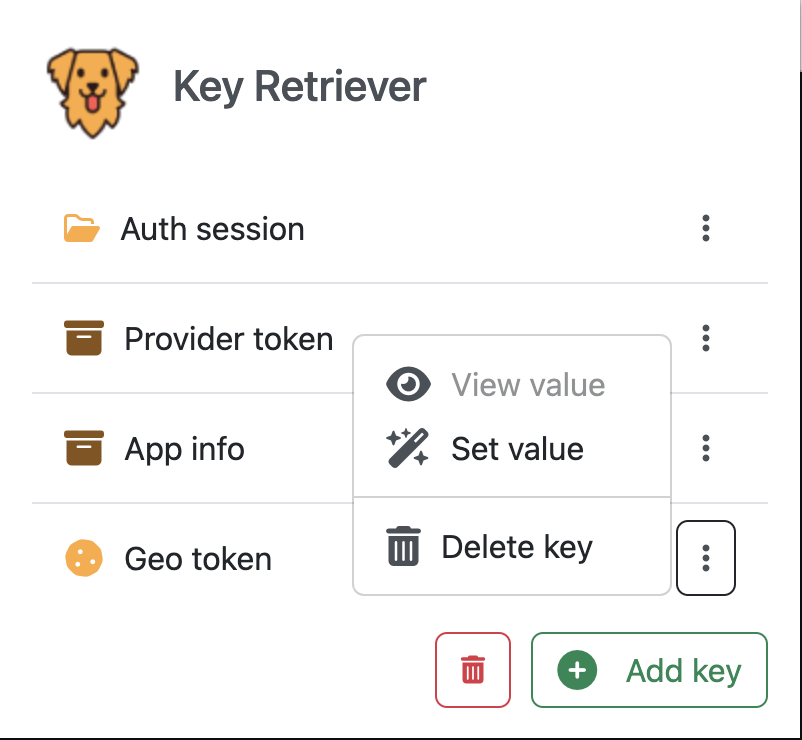 Key Retriever
Auth session
Provider token
View value
App info
Set value
Geo token
Delete key
Add key